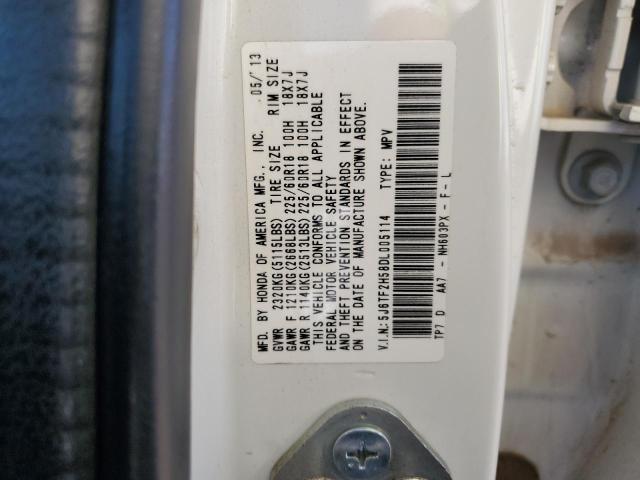 MFD. BY HONDA OF AMERICA MFG., INC. 05/'13
GVWR 2320KG(5115LBS) TIRE SIZE RIM SIZE
GAWR F 1210KG(2668LBS) 225/60R18 100H 18X7J
GAWR R 1140KG(2513LBS) 225/60R18 100H 18X7J
THIS VEHICLE CONFORMS TO ALL APPLICABLE
FEDERAL MOTOR VEHICLE SAFETY
AND THEFT PREVENTION STANDARDS IN EFFECT
ON THE DATE OF MANUFACTURE SHOWN ABOVE.
V.I.N: 5J6TF2H58DL005114 TYPE: MPV
TP7 D AA7 - NH603PX - F - L